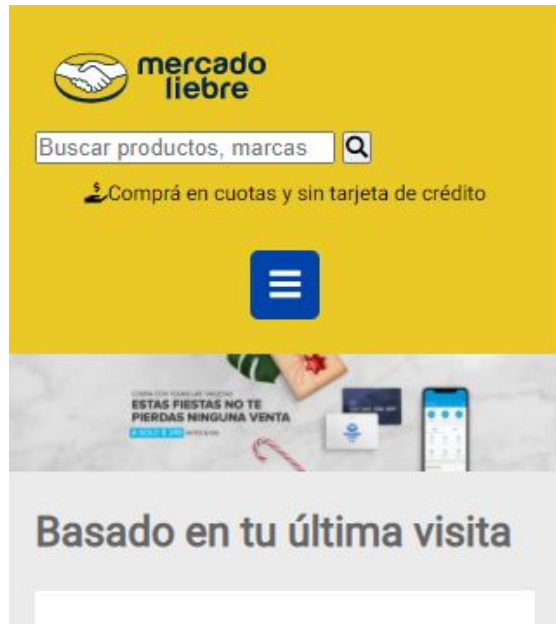 mercado
liebre
Buscar productos, marcas
Comprá en cuotas y sin tarjeta de crédito
ESTAS FIESTAS NO TE
PIERDAS NINGUNA VENTA
Basado en tu última visita